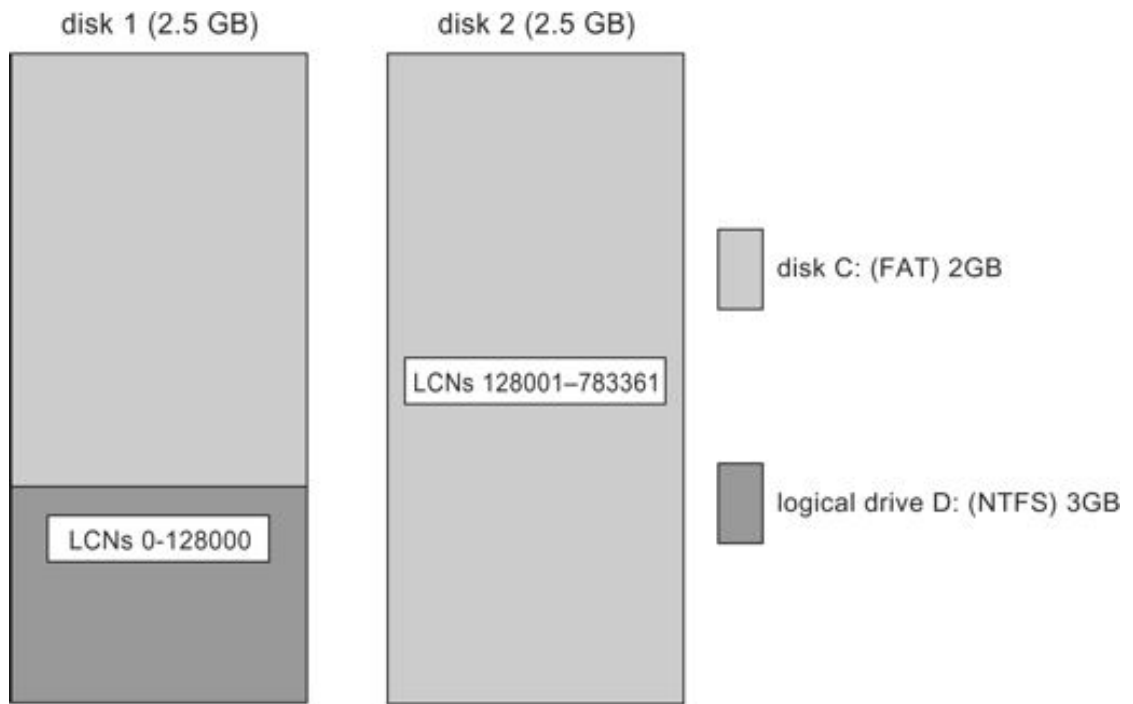 disk 1 (2.5 GB)
disk 2 (2.5 GB)
disk C: (FAT) 2GB
LCNs 128001–783361
logical drive D: (NTFS) 3GB
LCNs 0-128000